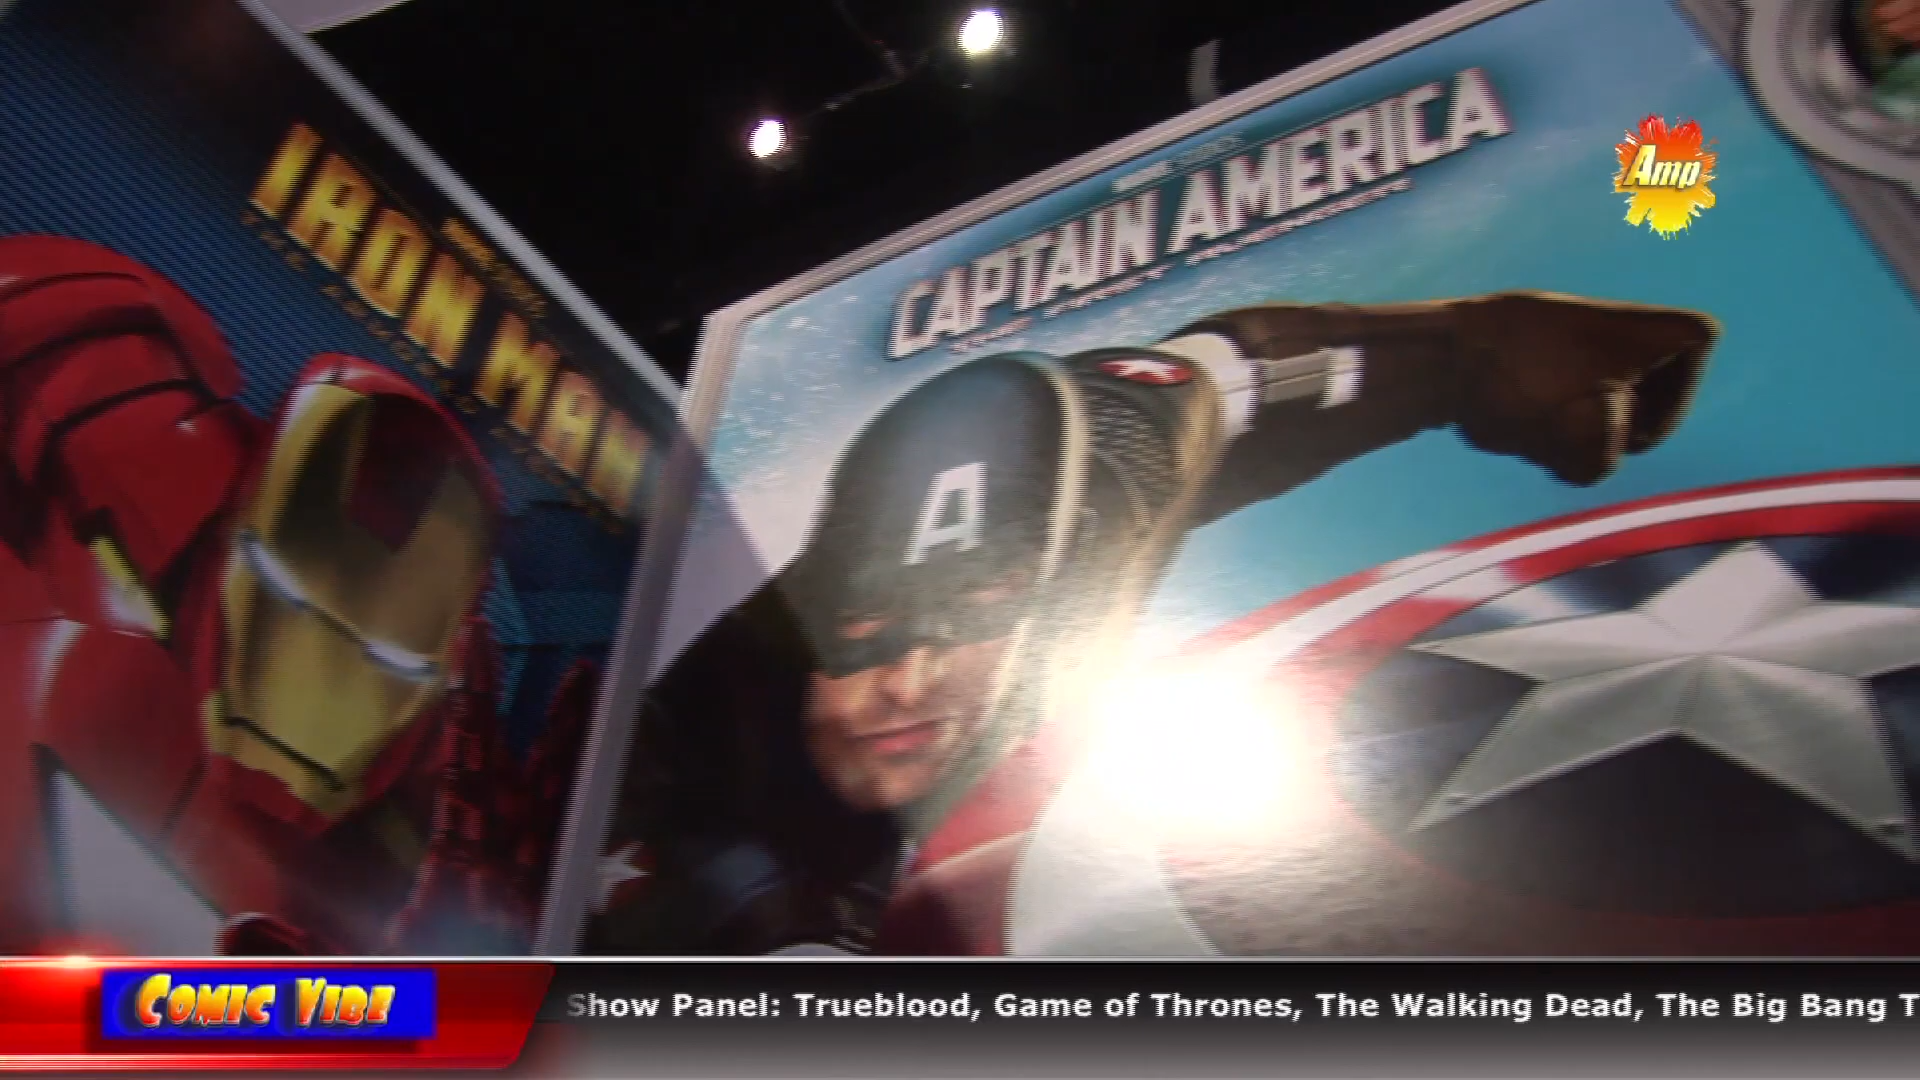 IRON MAN
CAPTAIN AMERICA
Amp
COMIC VIBE
Show Panel: Trueblood, Game of Thrones, The Walking Dead, The Big Bang T